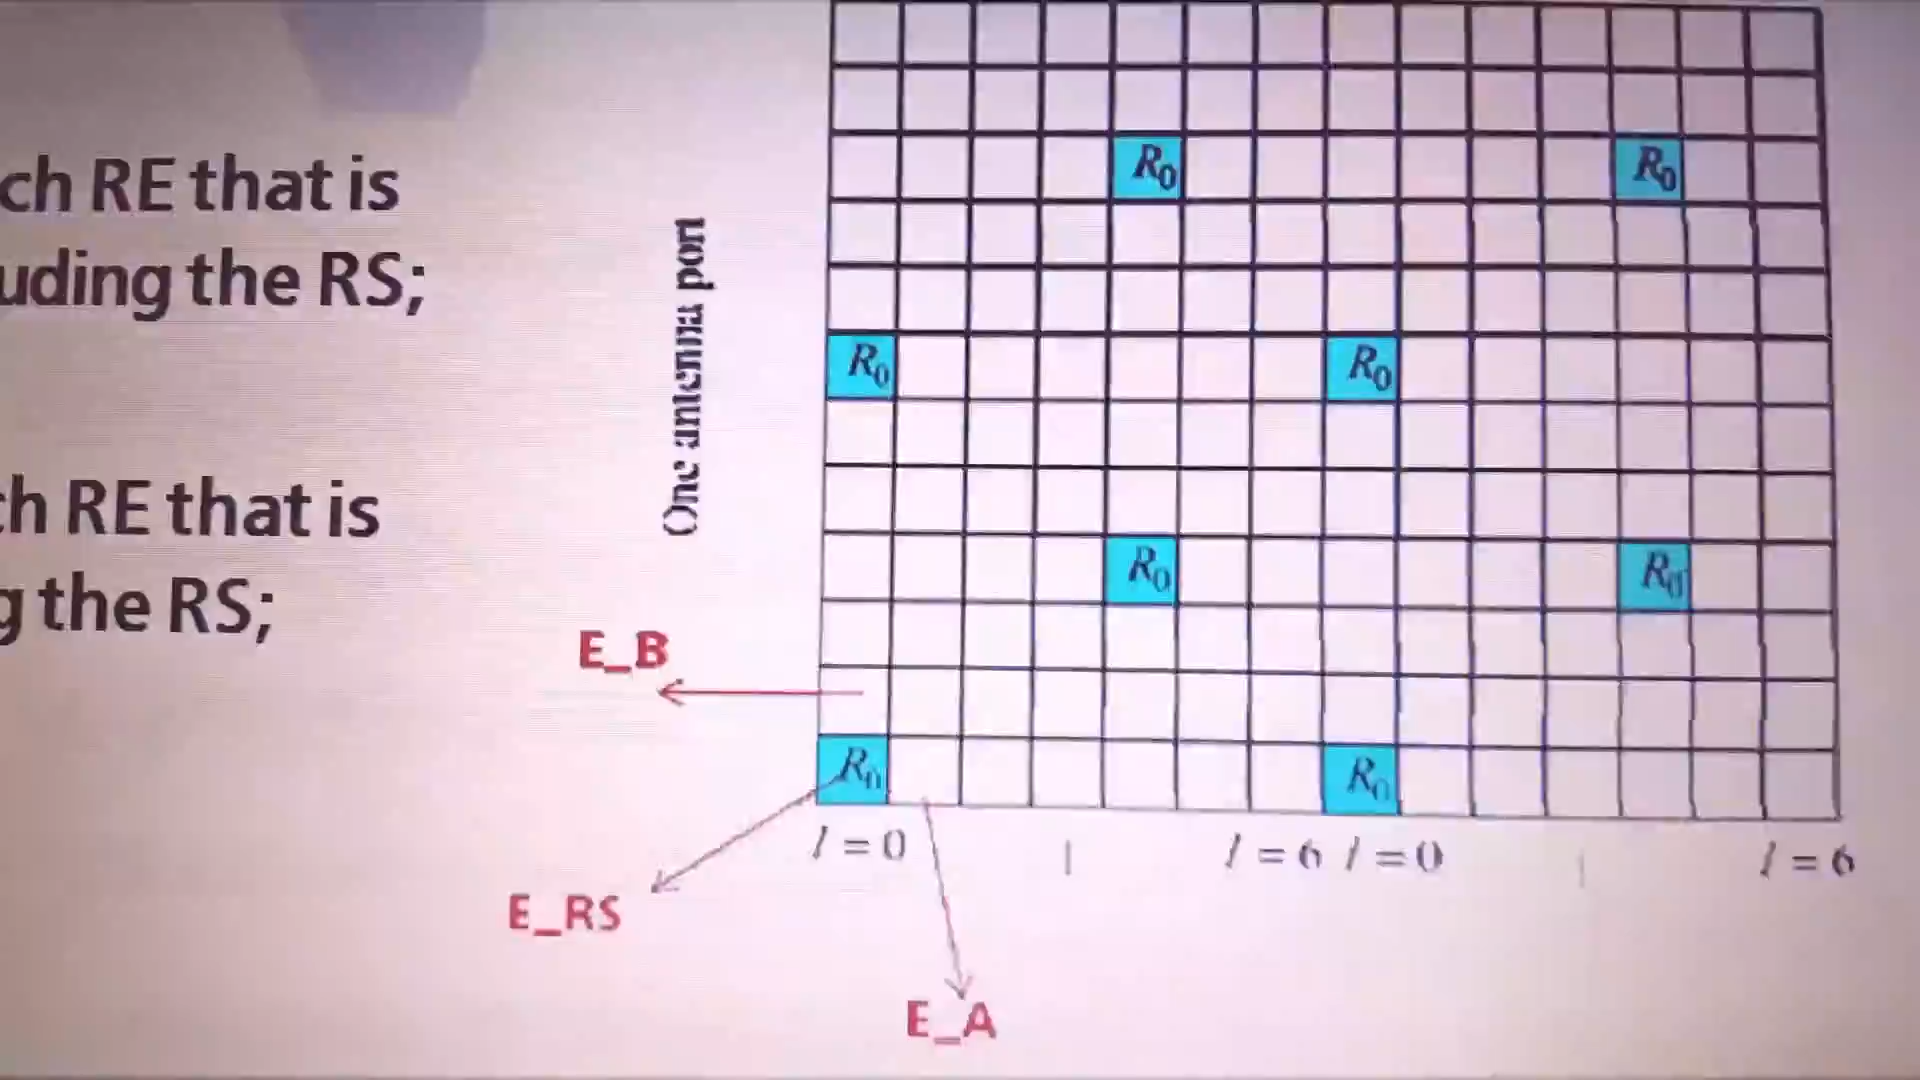 ch RE that is
uding the RS;
ch RE that is
g the RS;
One antenna port
R0
R0
R0
R0
R0
R0
R0
R0
E_B
E_RS
E_A
l = 0
l = 6
l = 0
l = 6